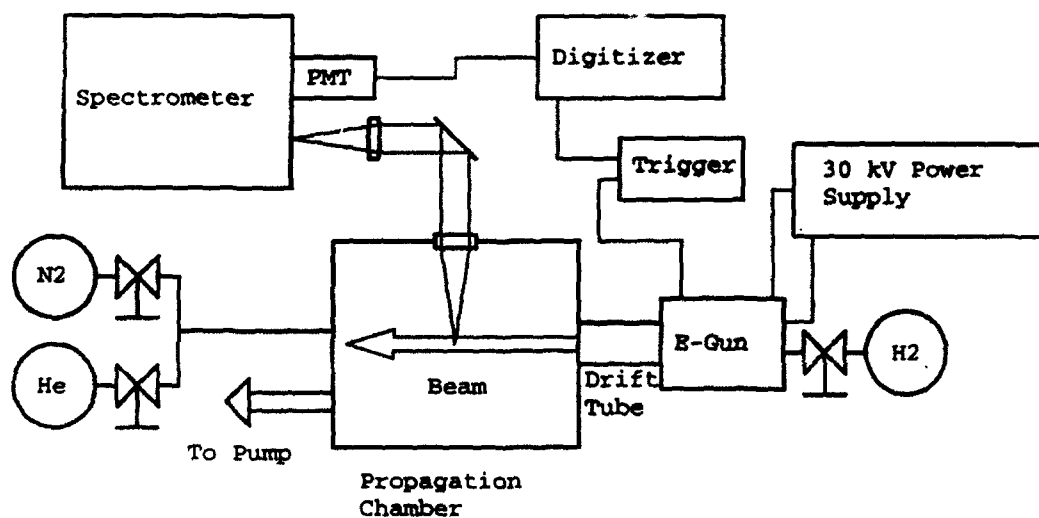 Digitizer
PMT
Spectrometer
Trigger
30 kV Power
Supply
N2
E-Gun
H2
He
Beam
Drift
Tube
To Pump
Propagation
Chamber